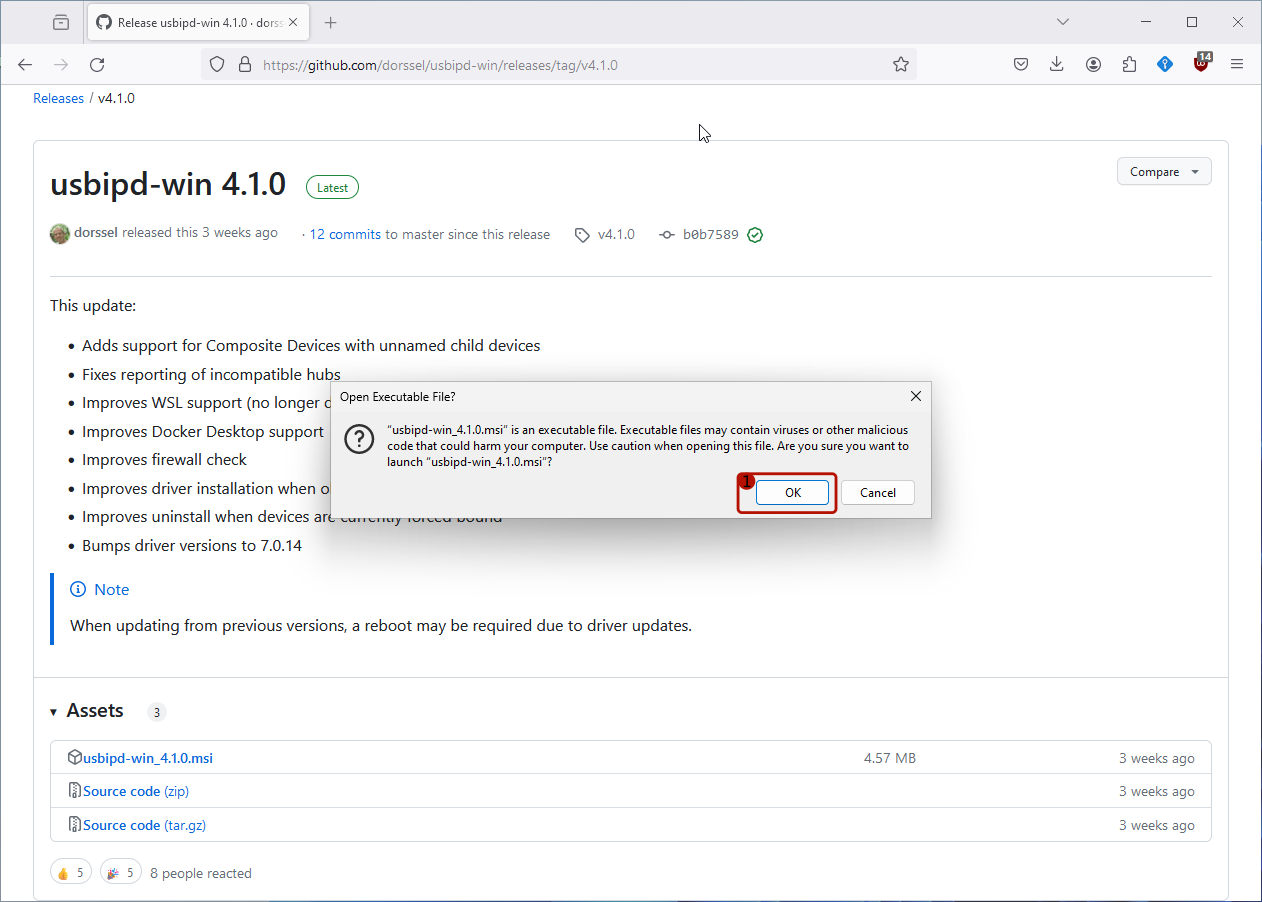 Release usbipd-win 4.1.0 · dorss
https://github.com/dorssel/usbipd-win/releases/tag/v4.1.0
14
Releases / v4.1.0
usbipd-win 4.1.0 Latest
Compare
dorssel released this 3 weeks ago · 12 commits to master since this release v4.1.0 b0b7589
This update:
• Adds support for Composite Devices with unnamed child devices
• Fixes reporting of incompatible hubs
• Improves WSL support (no longer
• Improves Docker Desktop support
• Improves firewall check
• Improves driver installation when
• Improves uninstall when devices are currently forced bound
• Bumps driver versions to 7.0.14
Open Executable File?
“usbipd-win_4.1.0.msi” is an executable file. Executable files may contain viruses or other malicious
code that could harm your computer. Use caution when opening this file. Are you sure you want to
launch “usbipd-win_4.1.0.msi”?
1
OK Cancel
Note
When updating from previous versions, a reboot may be required due to driver updates.
Assets 3
usbipd-win_4.1.0.msi 4.57 MB 3 weeks ago
Source code (zip) 3 weeks ago
Source code (tar.gz) 3 weeks ago
👍 5 🎉 5 8 people reacted